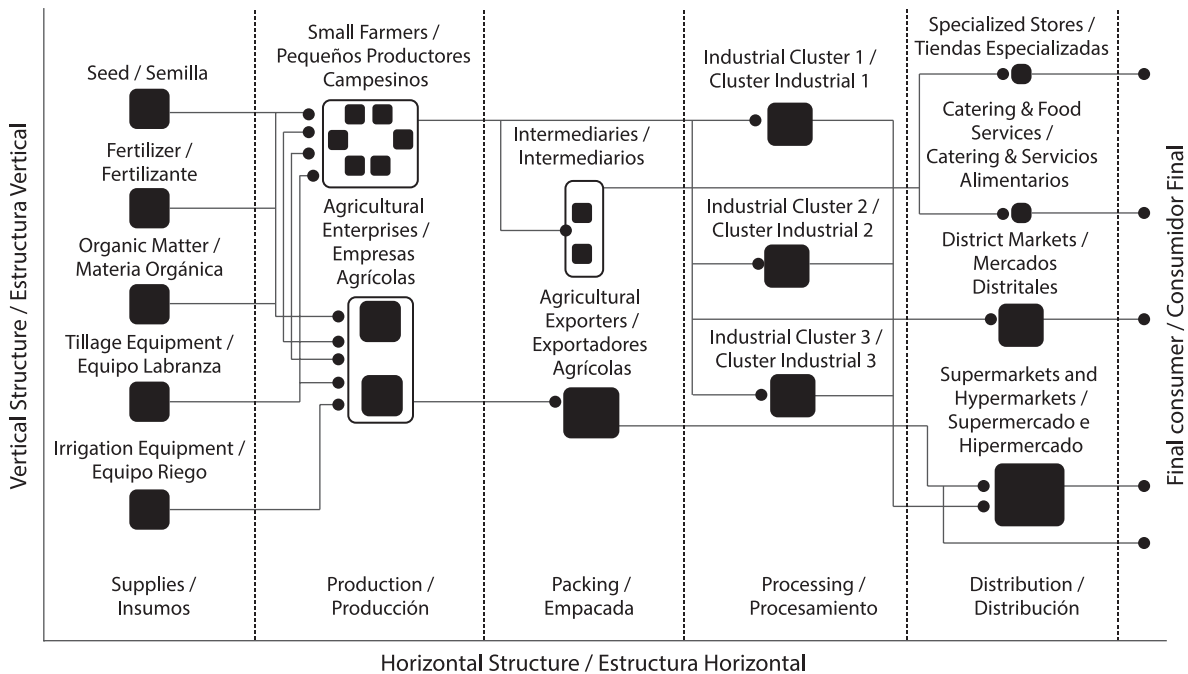 Vertical Structure / Estructura Vertical
Seed / Semilla
Fertilizer /
Fertilizante
Organic Matter /
Materia Orgánica
Tillage Equipment /
Equipo Labranza
Irrigation Equipment /
Equipo Riego
Supplies /
Insumos
Small Farmers /
Pequeños Productores
Campesinos
Agricultural
Enterprises /
Empresas
Agrícolas
Production /
Producción
Intermediaries /
Intermediarios
Agricultural
Exporters /
Exportadores
Agrícolas
Packing /
Empacada
Industrial Cluster 1 /
Cluster Industrial 1
Industrial Cluster 2 /
Cluster Industrial 2
Industrial Cluster 3 /
Cluster Industrial 3
Processing /
Procesamiento
Specialized Stores /
Tiendas Especializadas
Catering & Food
Services /
Catering & Servicios
Alimentarios
District Markets /
Mercados
Distritales
Supermarkets and
Hypermarkets /
Supermercado e
Hipermercado
Distribution /
Distribución
Final consumer / Consumidor Final
Horizontal Structure / Estructura Horizontal